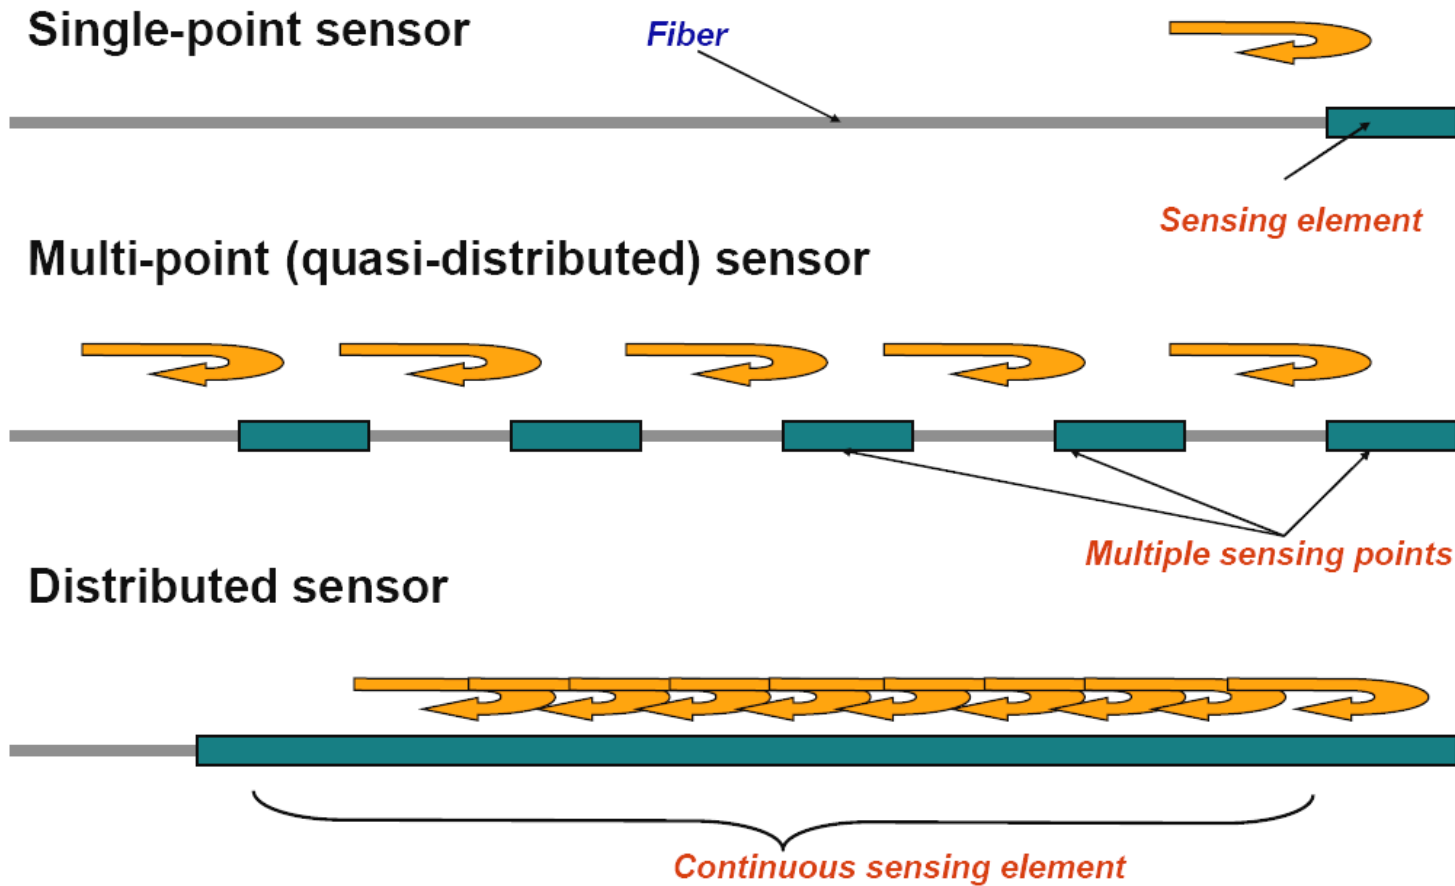 Single-point sensor
Fiber
Sensing element
Multi-point (quasi-distributed) sensor
Multiple sensing points
Distributed sensor
Continuous sensing element